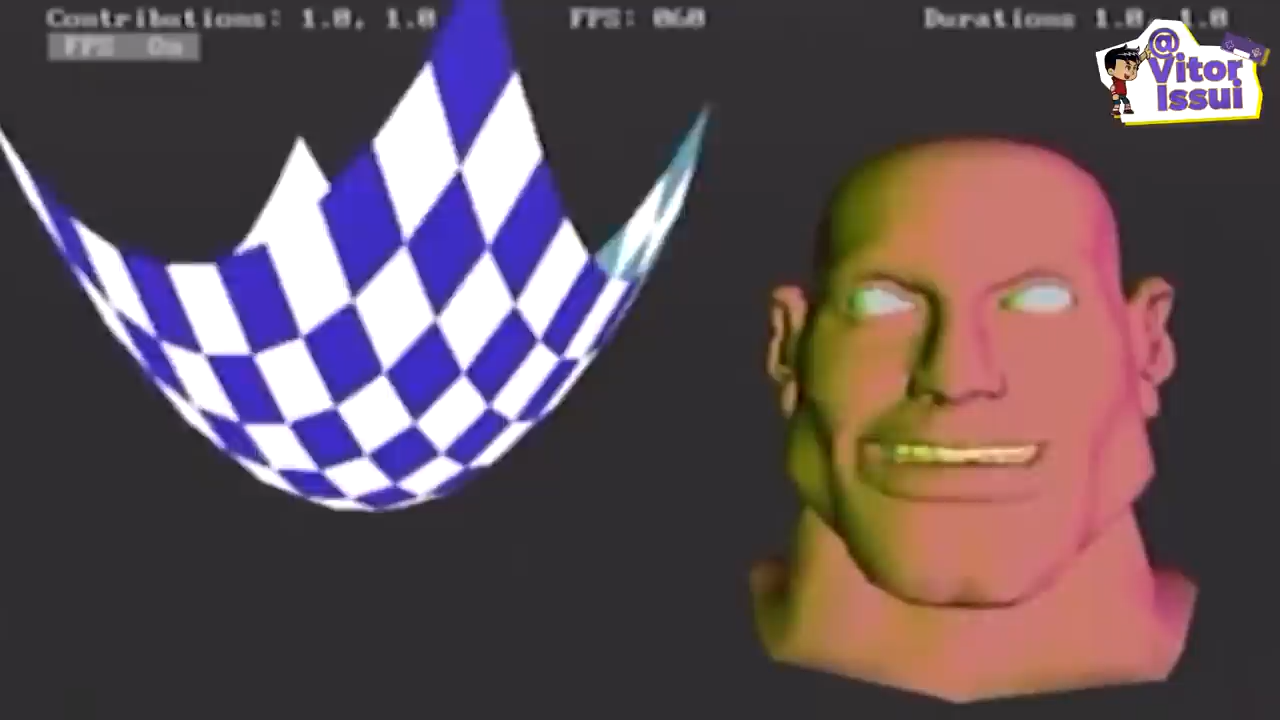 Contributions: 1.0, 1.0
FPS: 060
Durations 1.0, 1.0
FPS On
@
Vitor
Issui